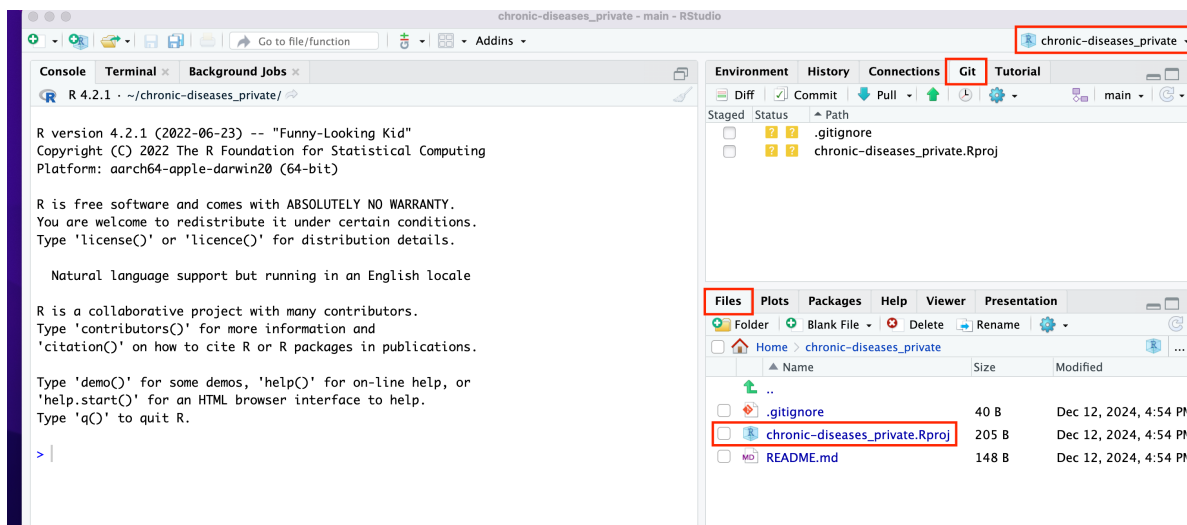 chronic-diseases_private - main - RStudio
Go to file/function Addins chronic-diseases_private
Console Terminal Background Jobs
R 4.2.1 · ~/chronic-diseases_private/
R version 4.2.1 (2022-06-23) -- "Funny-Looking Kid"
Copyright (C) 2022 The R Foundation for Statistical Computing
Platform: aarch64-apple-darwin20 (64-bit)
R is free software and comes with ABSOLUTELY NO WARRANTY.
You are welcome to redistribute it under certain conditions.
Type 'license()' or 'licence()' for distribution details.
Natural language support but running in an English locale
R is a collaborative project with many contributors.
Type 'contributors()' for more information and
'citation()' on how to cite R or R packages in publications.
Type 'demo()' for some demos, 'help()' for on-line help, or
'help.start()' for an HTML browser interface to help.
Type 'q()' to quit R.
>
Environment History Connections Git Tutorial
Diff Commit Pull main
Staged Status Path
? ? .gitignore
? ? chronic-diseases_private.Rproj
Files Plots Packages Help Viewer Presentation
Folder Blank File Delete Rename
Home chronic-diseases_private ...
Name Size Modified
..
.gitignore 40 B Dec 12, 2024, 4:54 PM
chronic-diseases_private.Rproj 205 B Dec 12, 2024, 4:54 PM
MD README.md 148 B Dec 12, 2024, 4:54 PM